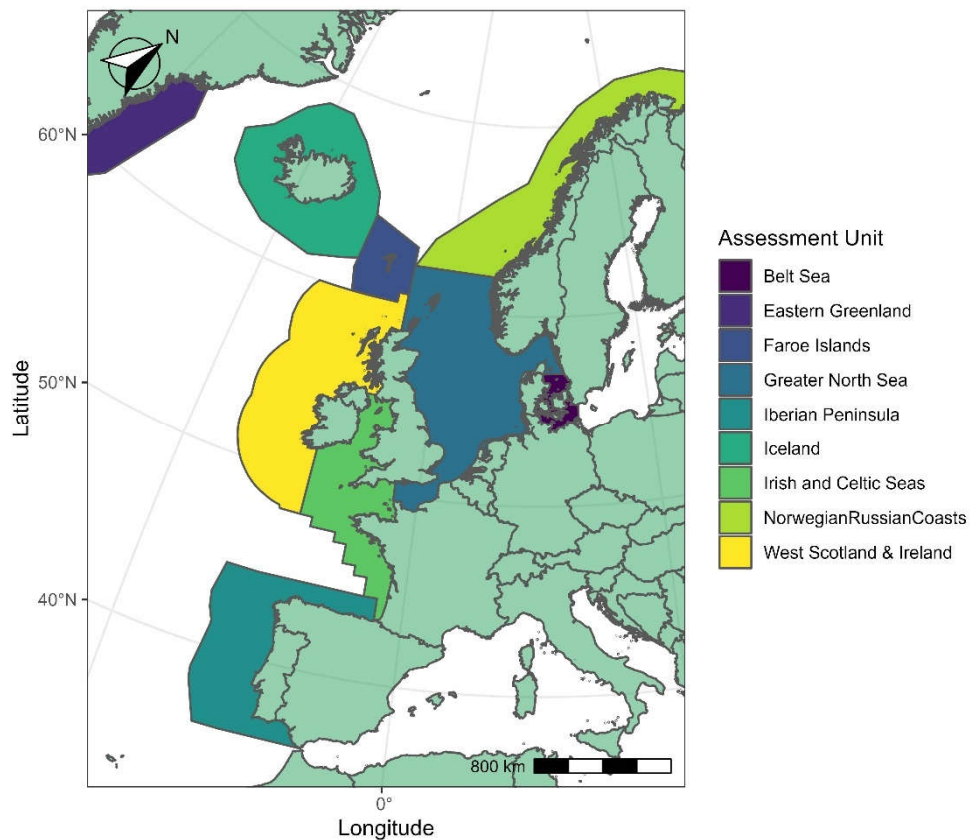 N
60°N
50°N
40°N
Latitude
0°
Longitude
800 km
Assessment Unit
Belt Sea
Eastern Greenland
Faroe Islands
Greater North Sea
Iberian Peninsula
Iceland
Irish and Celtic Seas
NorwegianRussianCoasts
West Scotland & Ireland